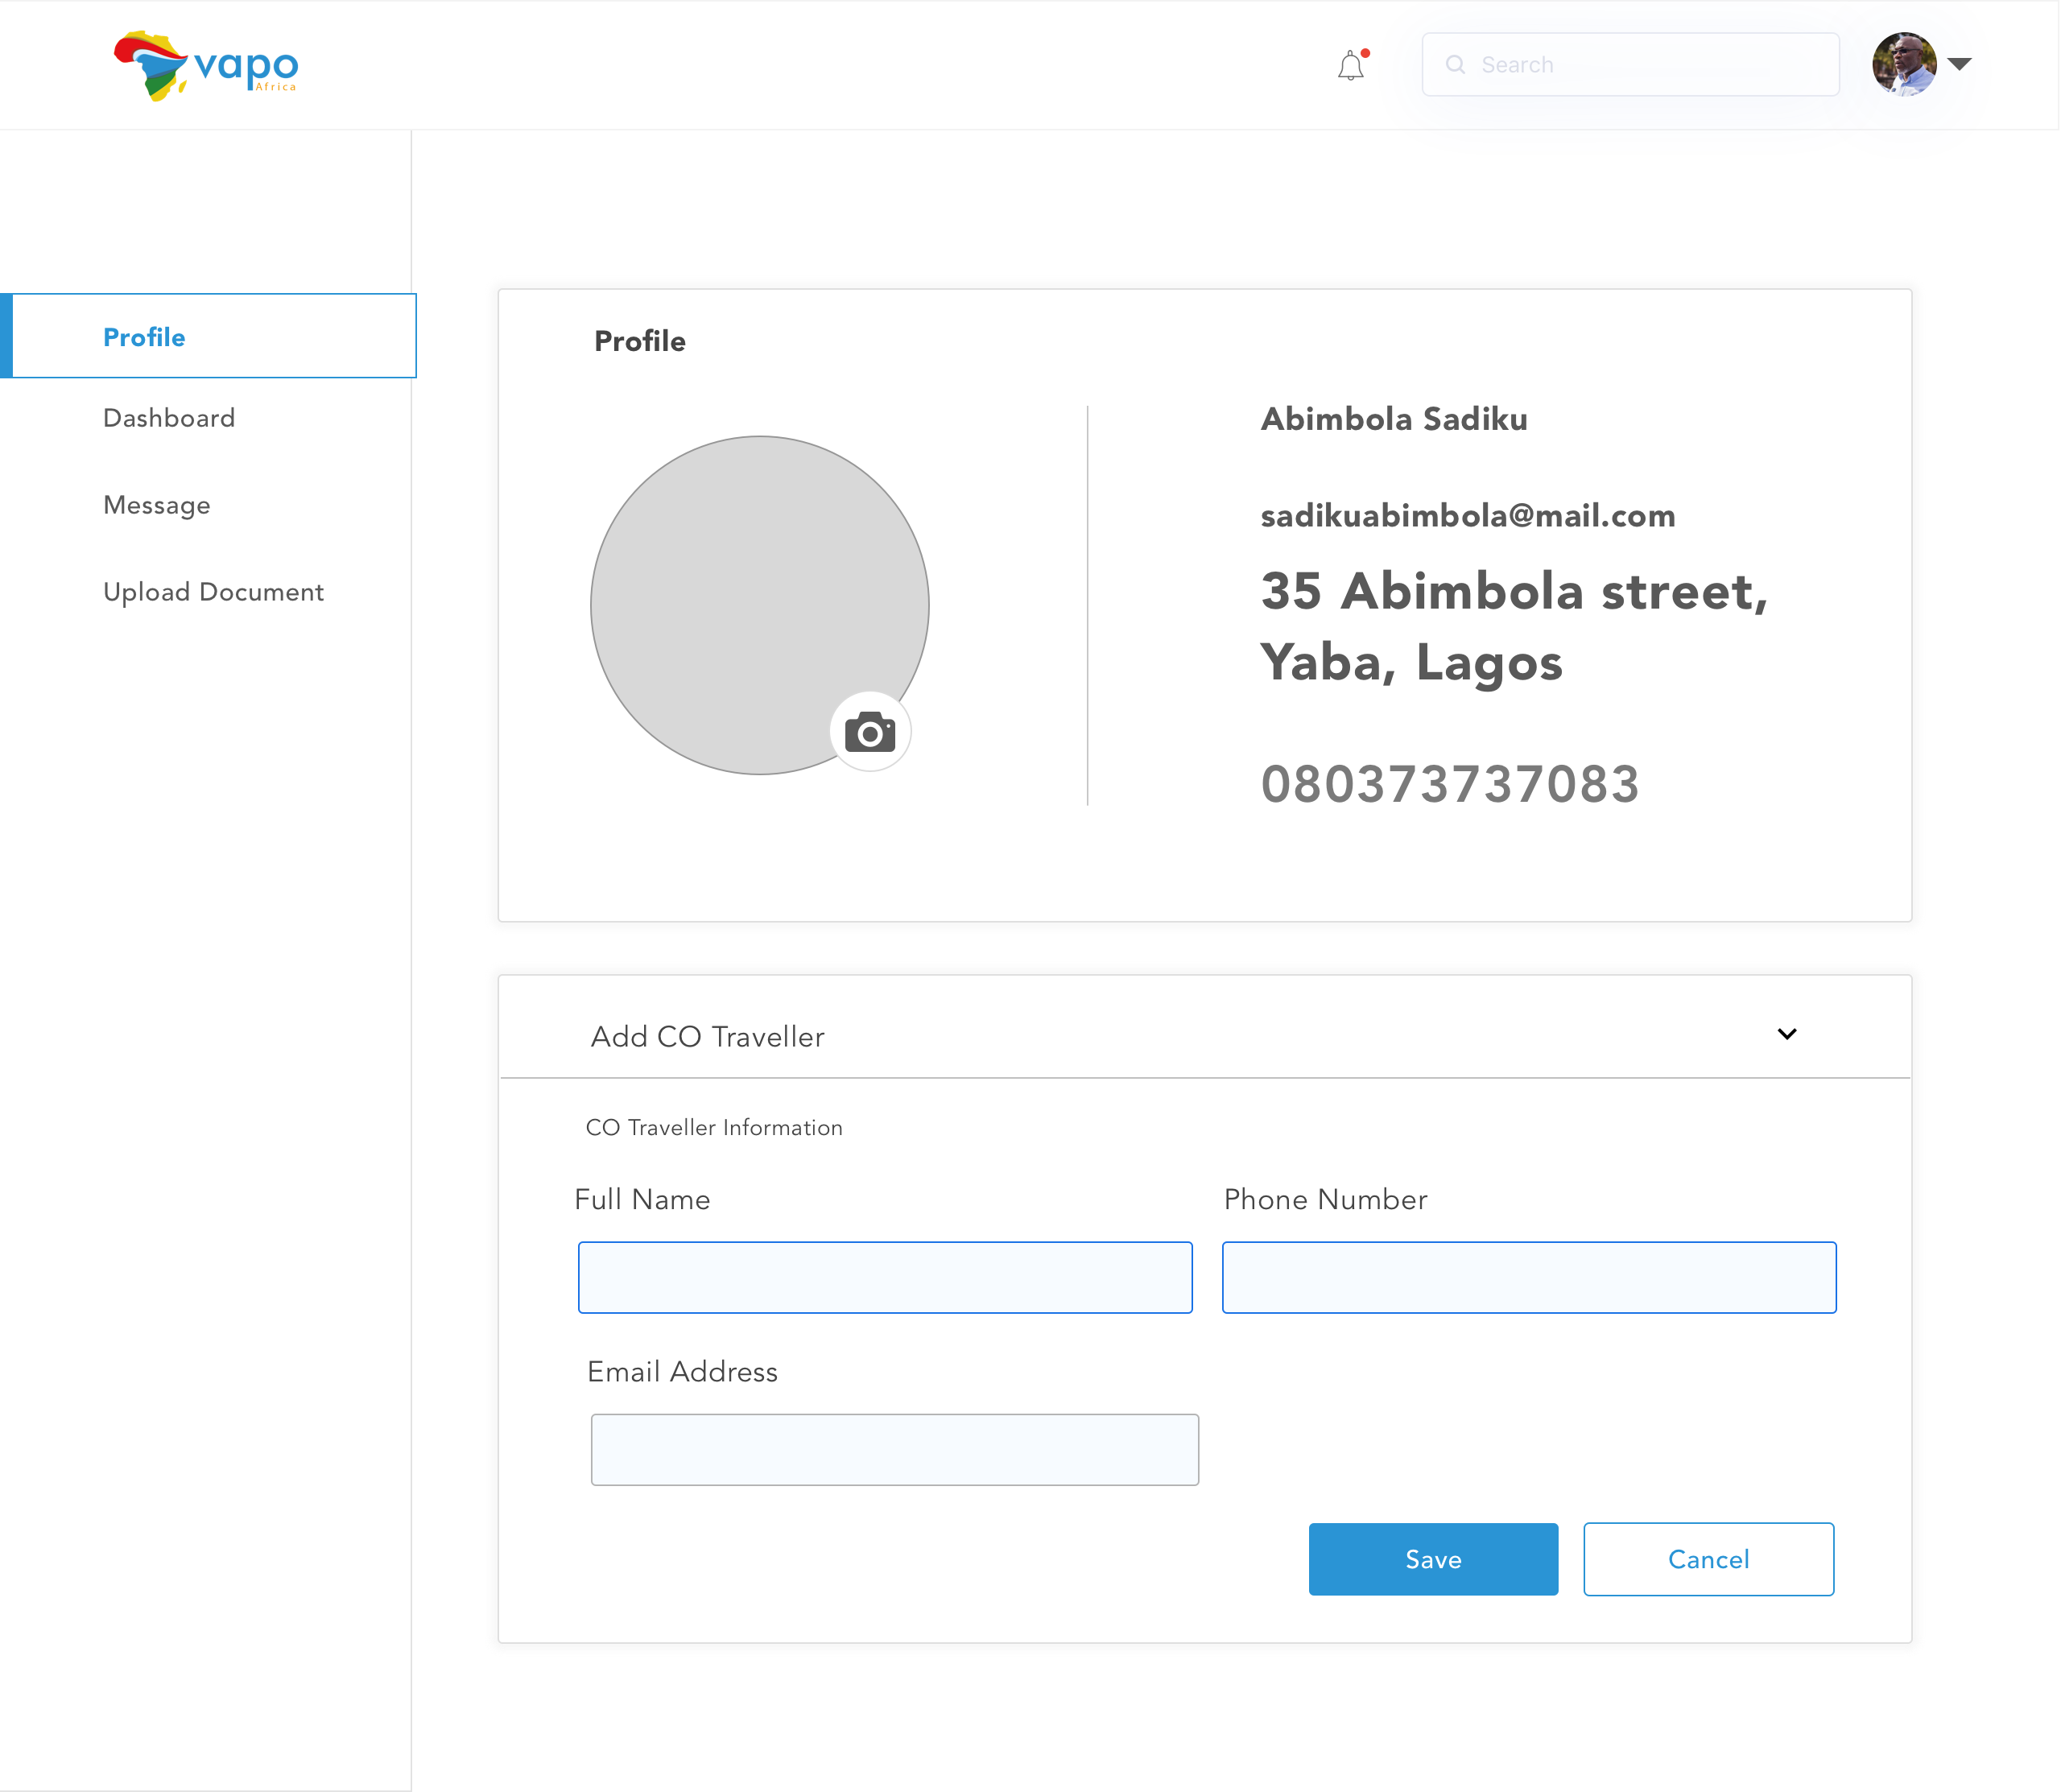 vapo
Africa
Search
Profile
Dashboard
Message
Upload Document
Profile
Abimbola Sadiku
sadikuabimbola@mail.com
35 Abimbola street,
Yaba, Lagos
080373737083
Add CO Traveller
CO Traveller Information
Full Name
Phone Number
Email Address
Save
Cancel